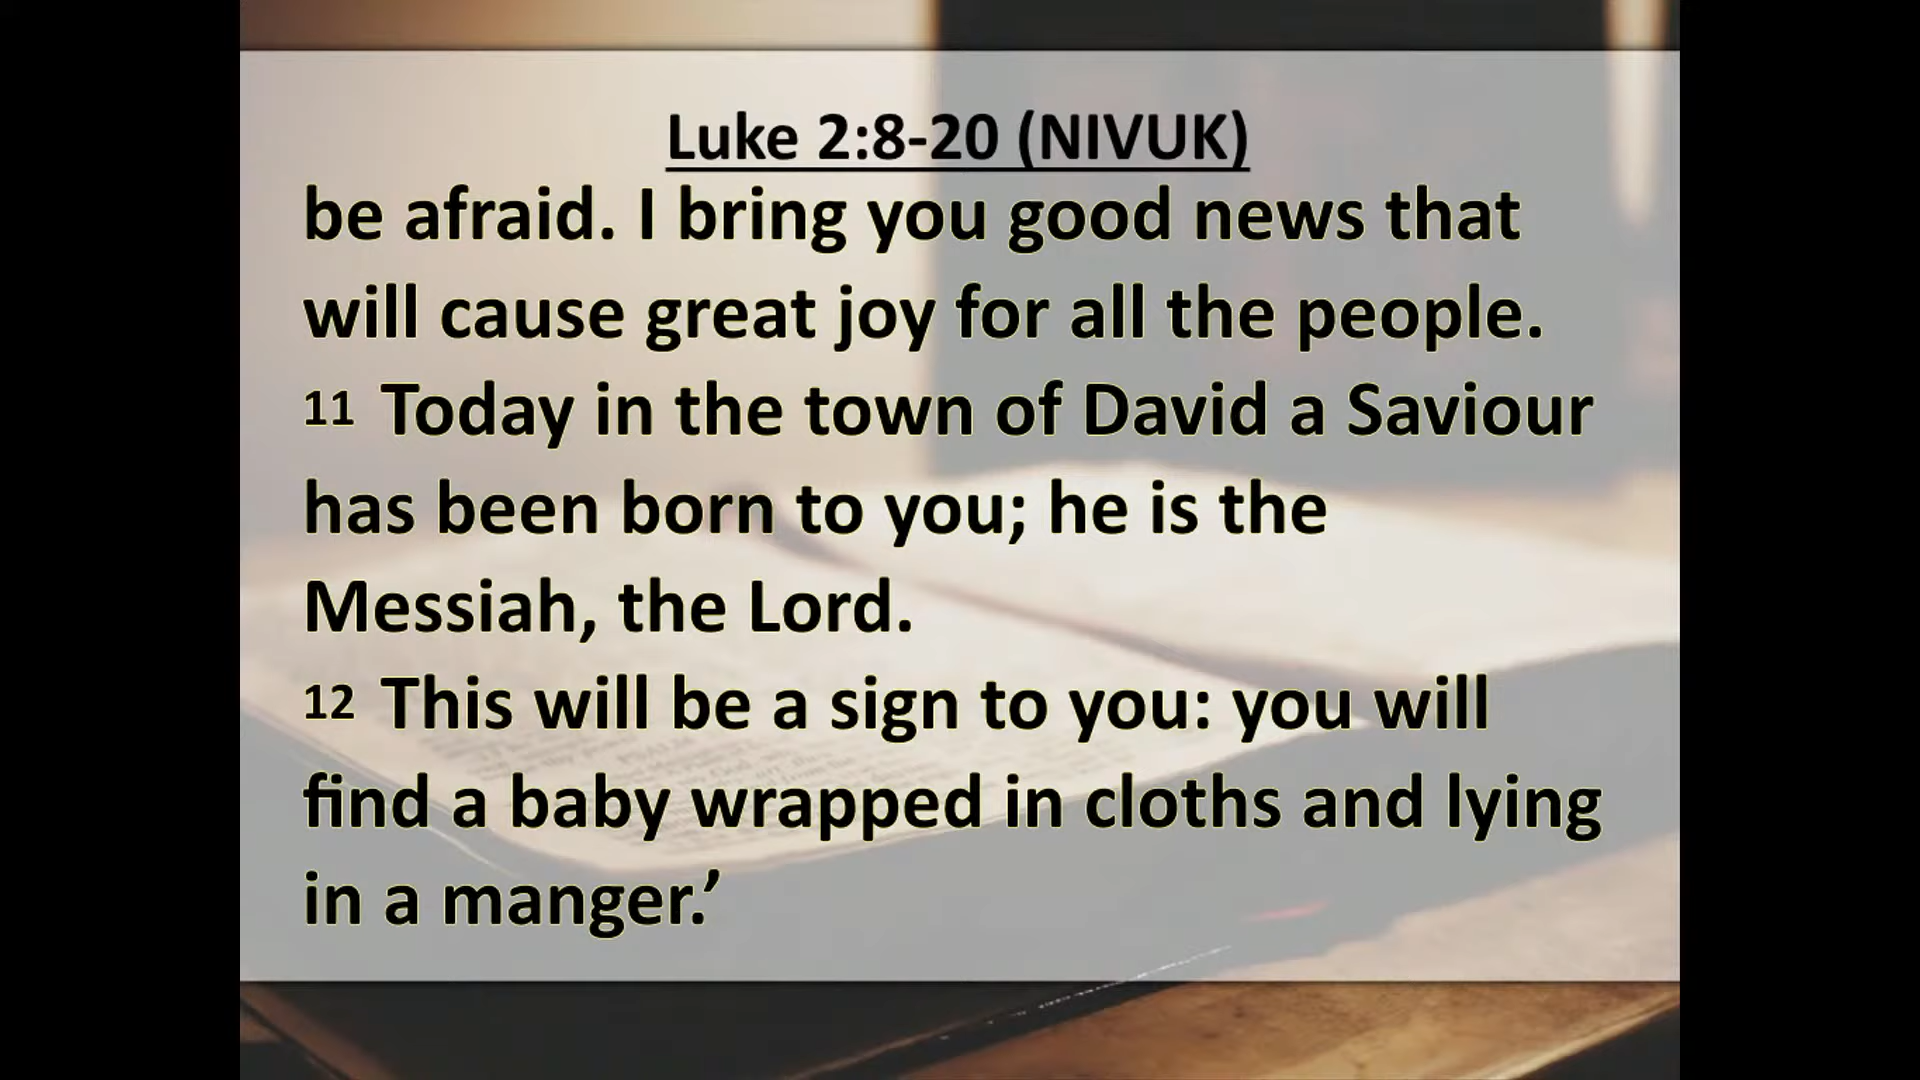 Luke 2:8-20 (NIVUK)
be afraid. I bring you good news that
will cause great joy for all the people.
11 Today in the town of David a Saviour
has been born to you; he is the
Messiah, the Lord.
12 This will be a sign to you: you will
find a baby wrapped in cloths and lying
in a manger.’